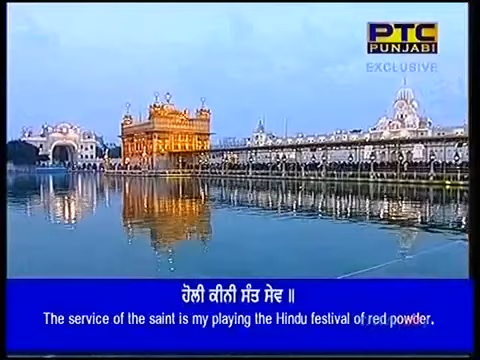 PTC
PUNJABI
EXCLUSIVE
ਹੋਲੀ ਕੀਨੀ ਸੰਤ ਸੇਵ ॥
The service of the saint is my playing the Hindu festival of red powder.